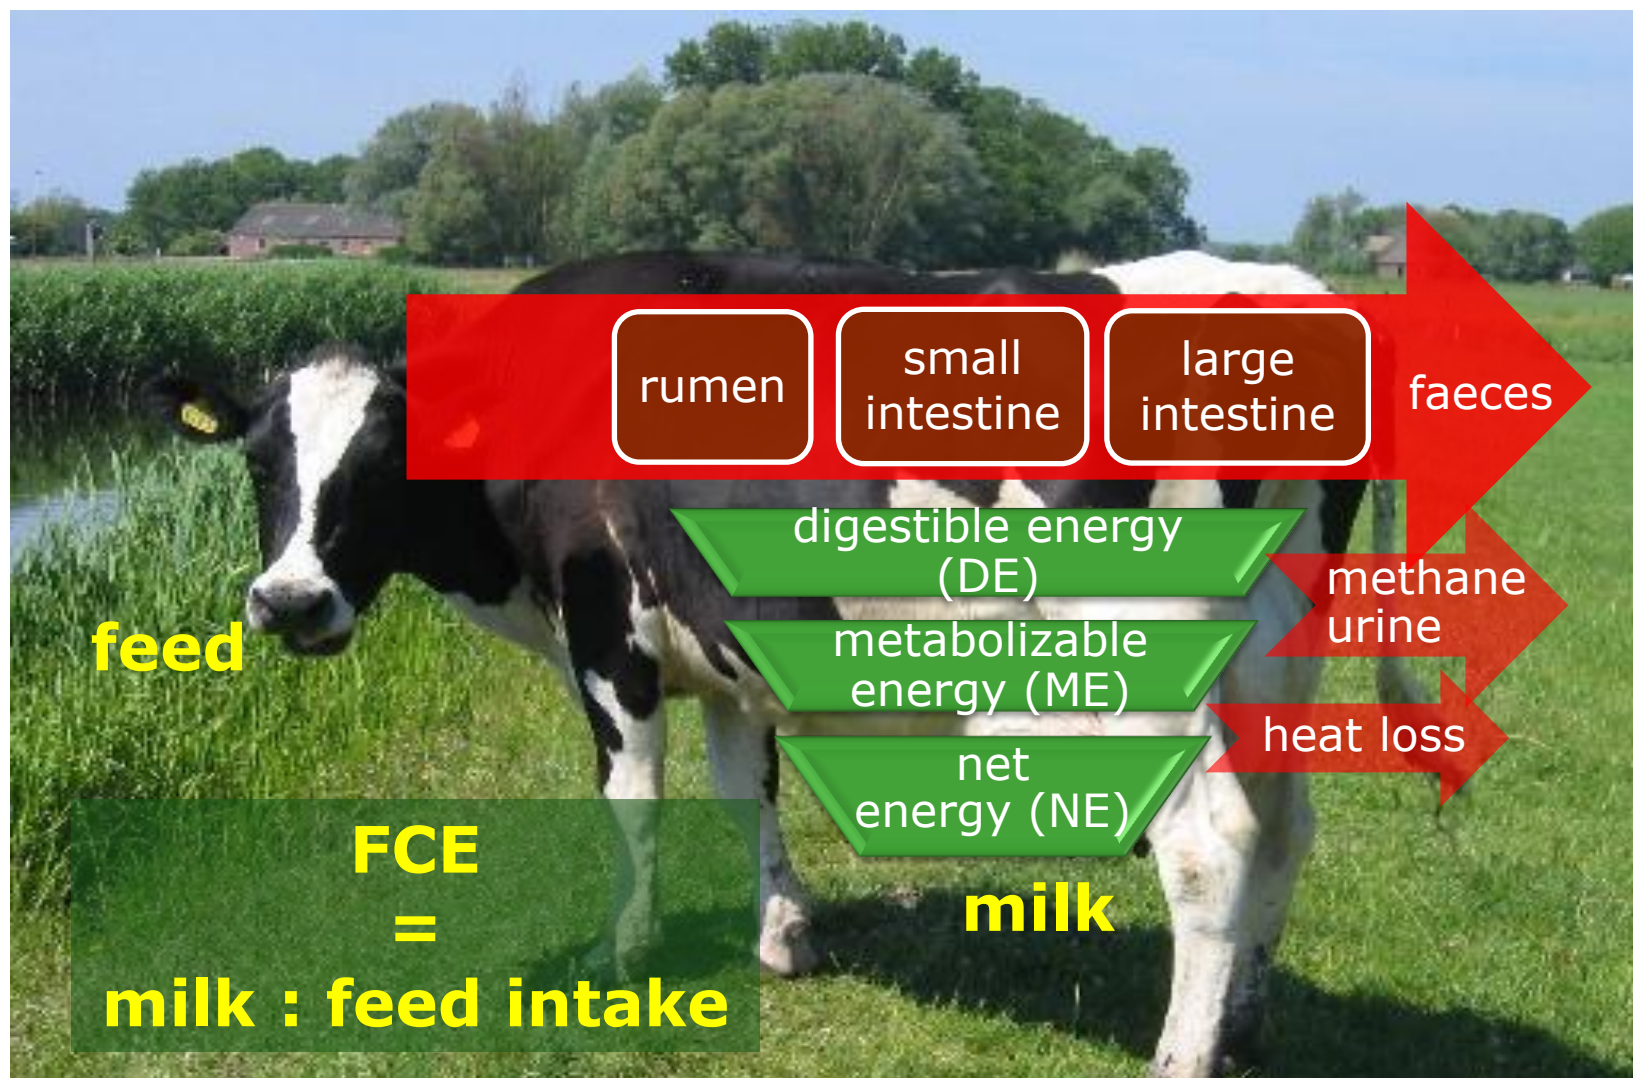 rumen
small
intestine
large
intestine
faeces
digestible energy
(DE)
methane
urine
metabolizable
energy (ME)
feed
heat loss
net
energy (NE)
FCE
=
milk : feed intake
milk